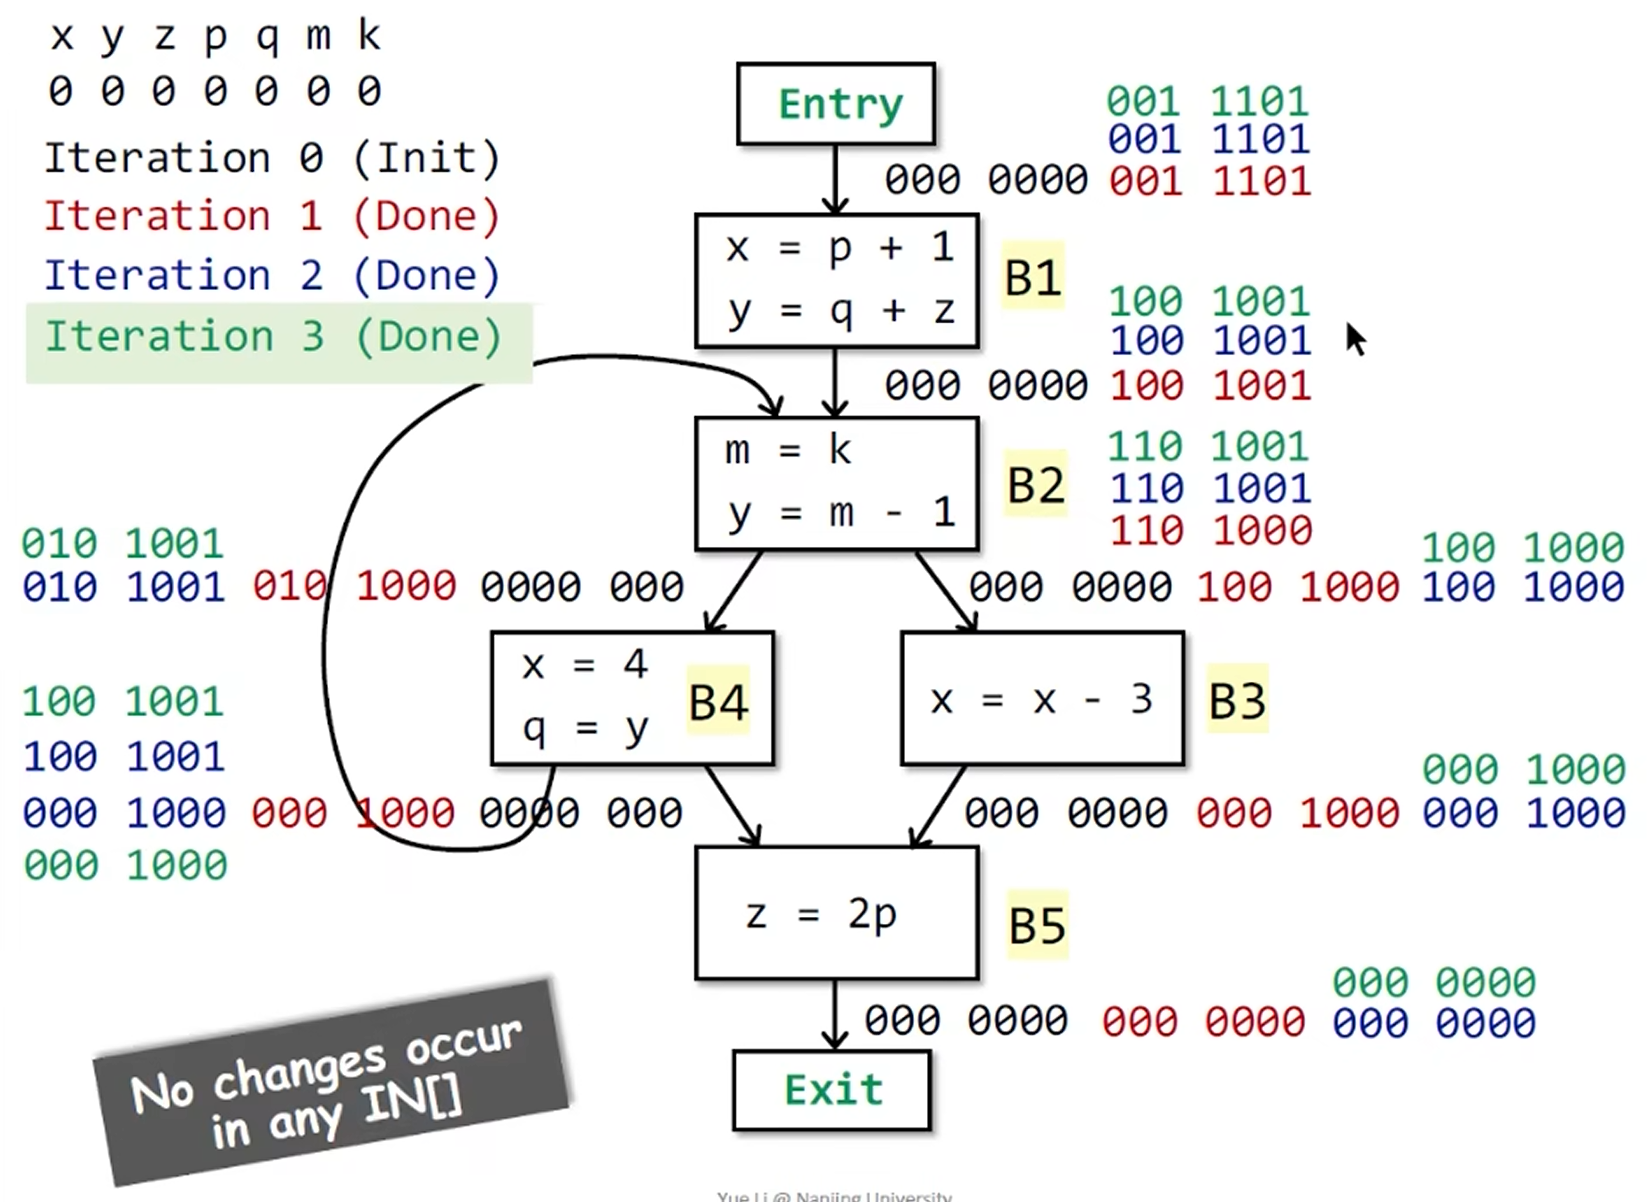 x y z p q m k
0 0 0 0 0 0 0
Iteration 0 (Init)
Iteration 1 (Done)
Iteration 2 (Done)
Iteration 3 (Done)
Entry
001 1101
001 1101
000 0000 001 1101
x = p + 1
y = q + z
B1
100 1001
100 1001
000 0000 100 1001
m = k
y = m - 1
B2
110 1001
110 1001
110 1000
010 1001
010 1001 010 1000 0000 000
100 1000
000 0000 100 1000 100 1000
x = 4
q = y
B4
x = x - 3
B3
100 1001
100 1001
000 1000 000 1000 0000 000
000 1000
000 1000
000 0000 000 1000 000 1000
z = 2p
B5
000 0000
000 0000 000 0000 000 0000
Exit
No changes occur
in any IN[]
Yue Li @ Nanjing University